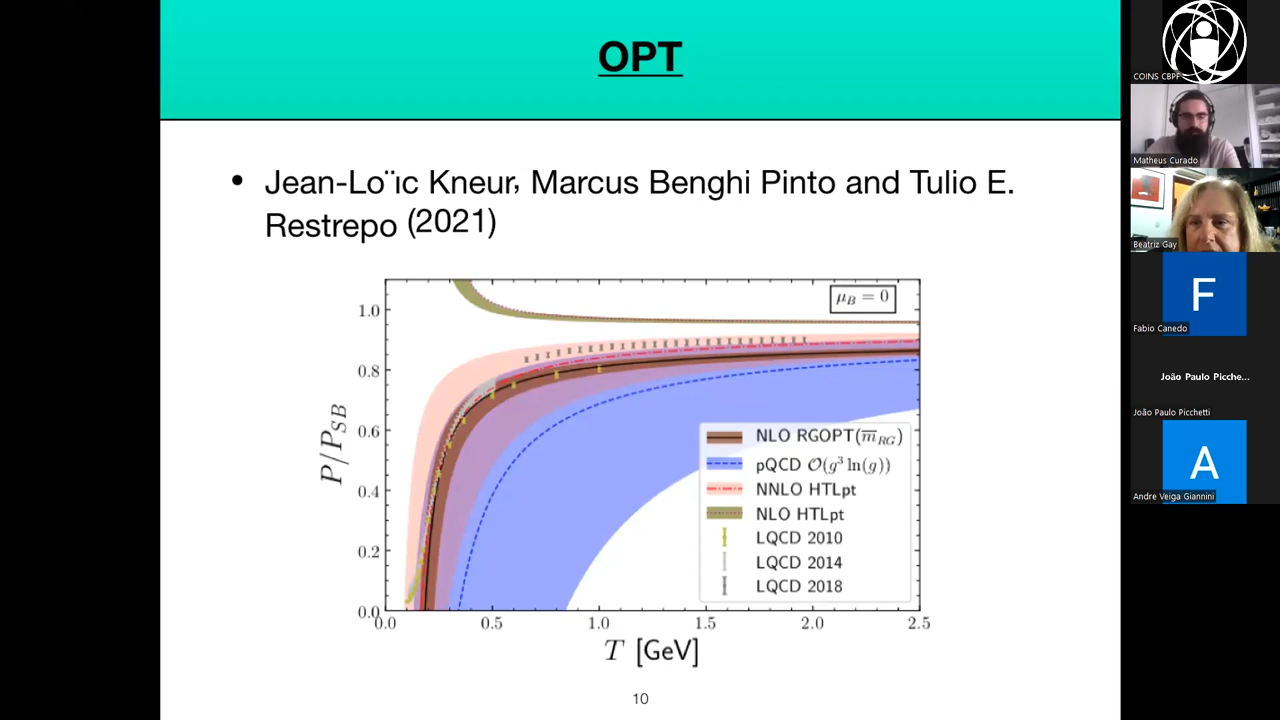 OPT
• Jean-Lo¨ıc Kneur, Marcus Benghi Pinto and Tulio E.
Restrepo (2021)
μ_B = 0
1.0
0.8
0.6
0.4
0.2
0.0
P/P_SB
NLO RGOPT(m̅_RG)
pQCD 𝒪(g³ ln(g))
NNLO HTLpt
NLO HTLpt
LQCD 2010
LQCD 2014
LQCD 2018
0.0 0.5 1.0 1.5 2.0 2.5
T [GeV]
10
COINS CBPF
Matheus Curado
Beatriz Gay
F
Fabio Canedo
João Paulo Picche...
João Paulo Picchetti
A
Andre Veiga Giannini